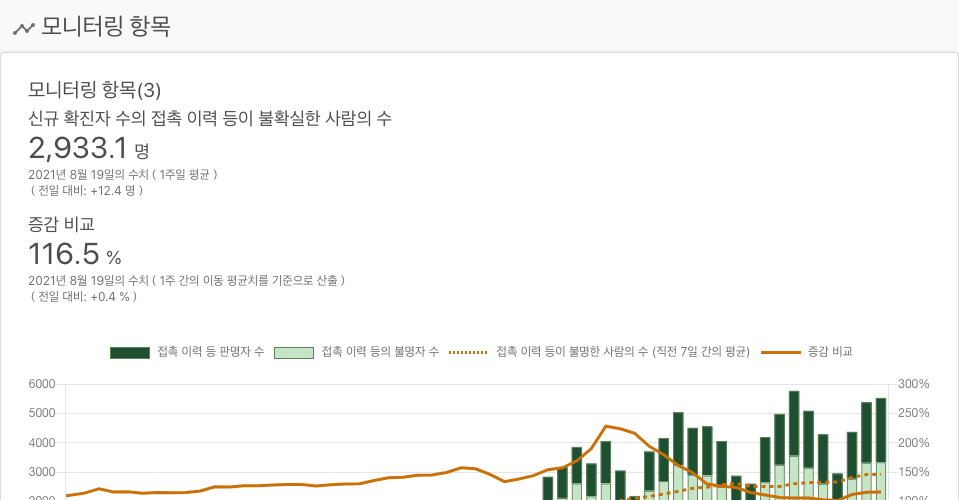 모니터링 항목
모니터링 항목(3)
신규 확진자 수의 접촉 이력 등이 불확실한 사람의 수
2,933.1 명
2021년 8월 19일의 수치 ( 1주일 평균 )
( 전일 대비: +12.4 명 )
증감 비교
116.5 %
2021년 8월 19일의 수치 ( 1주 간의 이동 평균치를 기준으로 산출 )
( 전일 대비: +0.4 % )
접촉 이력 등 판명자 수 접촉 이력 등의 불명자 수 접촉 이력 등이 불명한 사람의 수 (직전 7일 간의 평균) 증감 비교
6000 300%
5000 250%
4000 200%
3000 150%
2000 100%